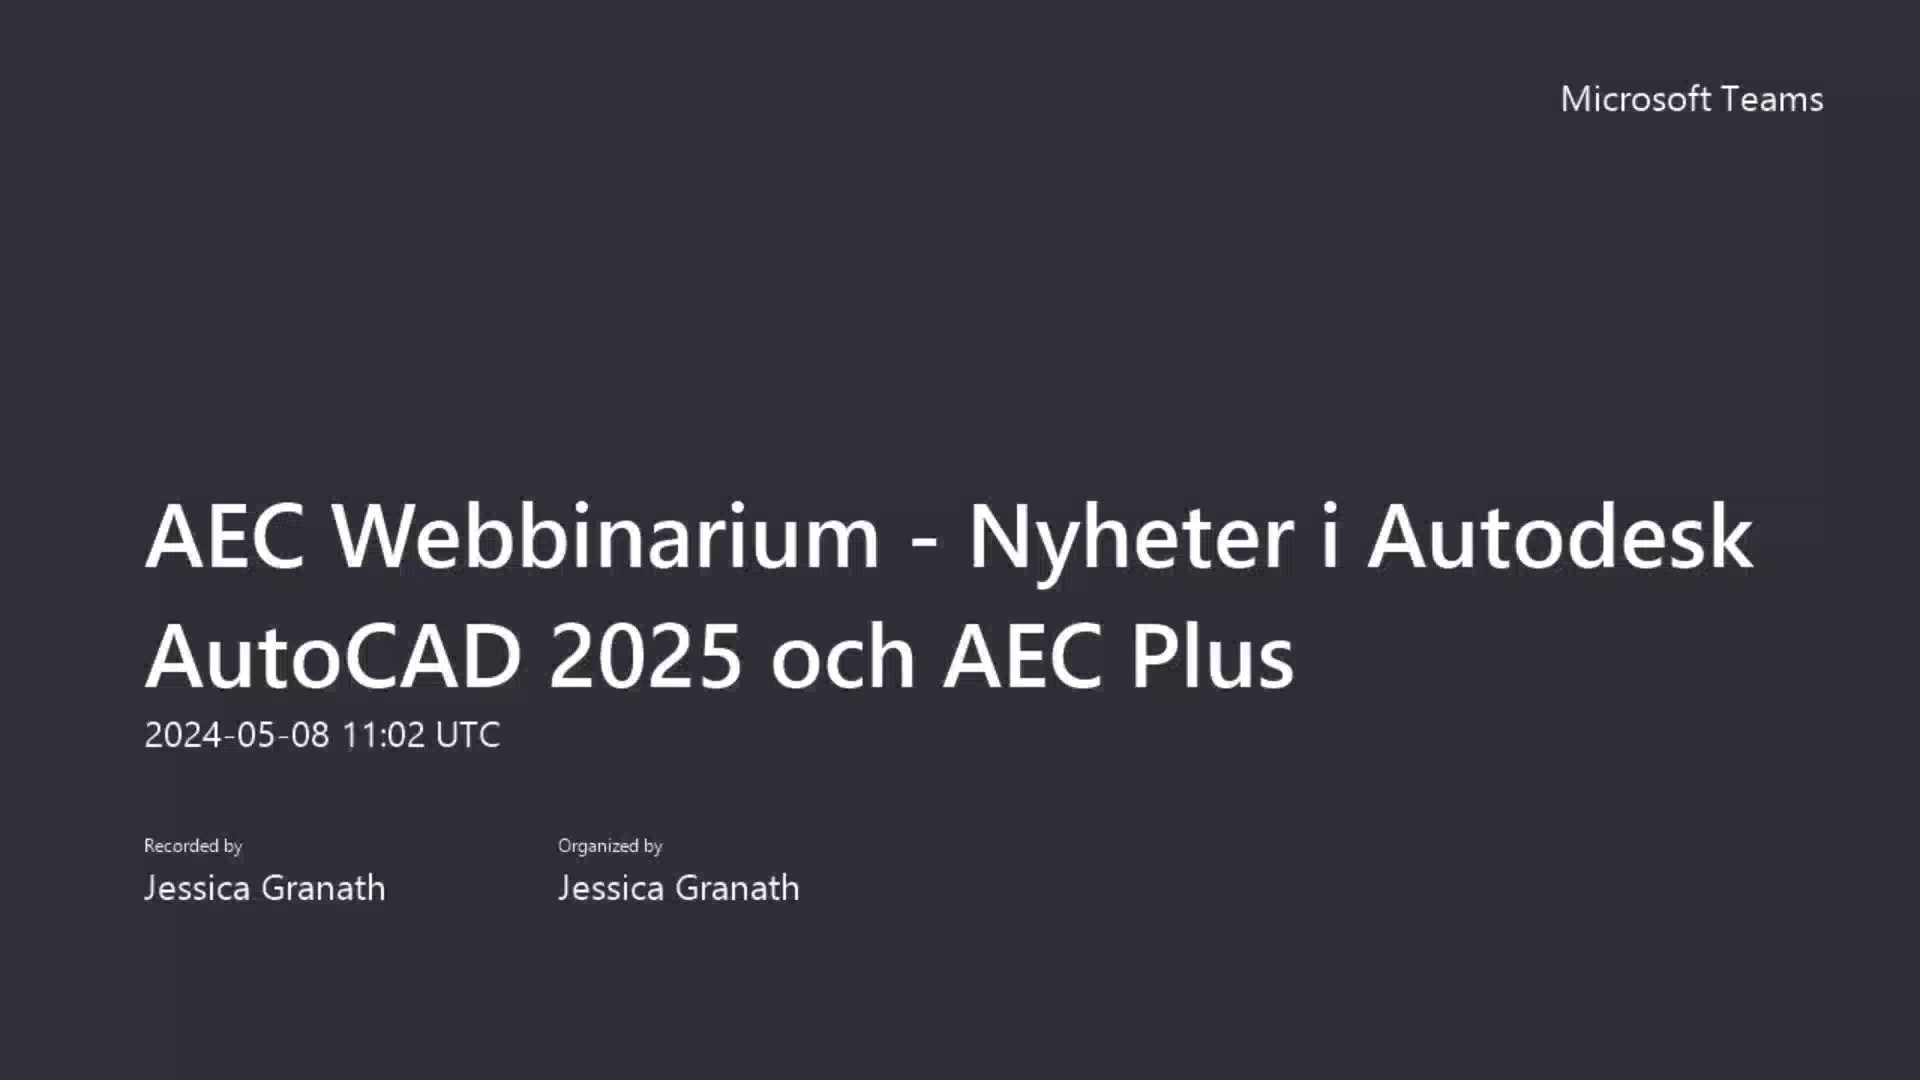 Microsoft Teams
AEC Webbinarium - Nyheter i Autodesk
AutoCAD 2025 och AEC Plus
2024-05-08 11:02 UTC
Recorded by
Jessica Granath
Organized by
Jessica Granath